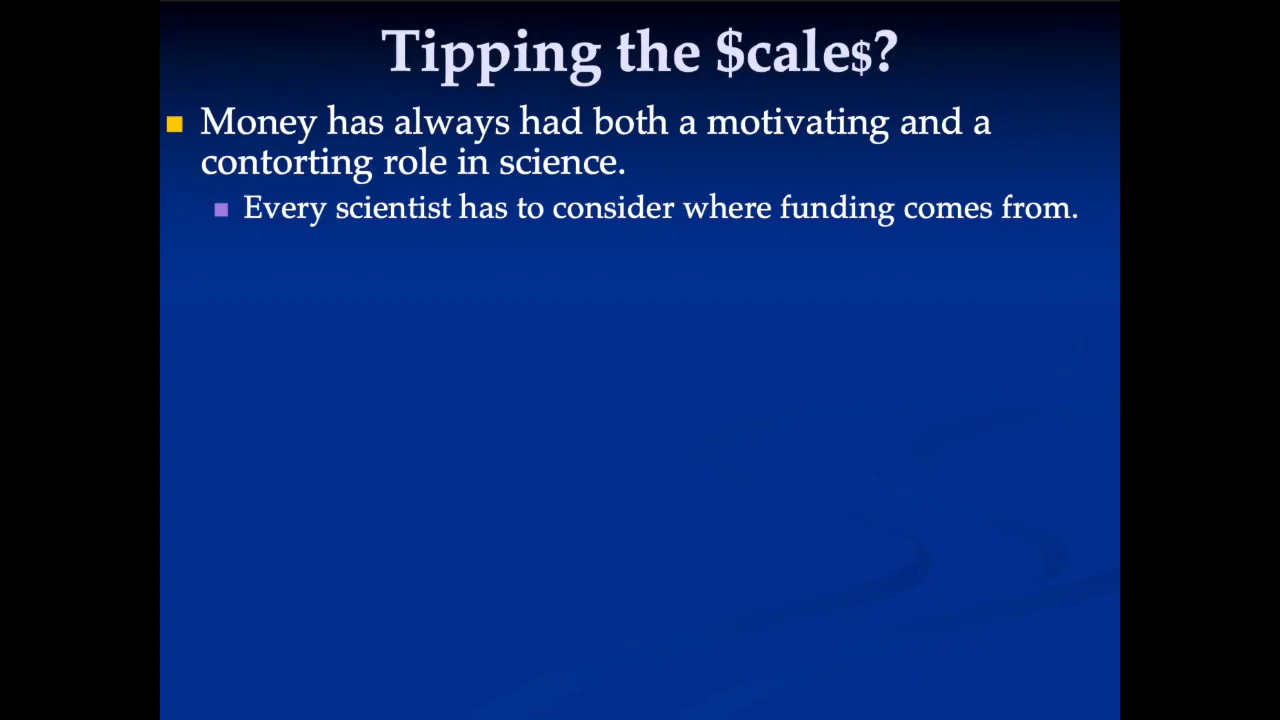 Tipping the $cale$?
Money has always had both a motivating and a
contorting role in science.
Every scientist has to consider where funding comes from.